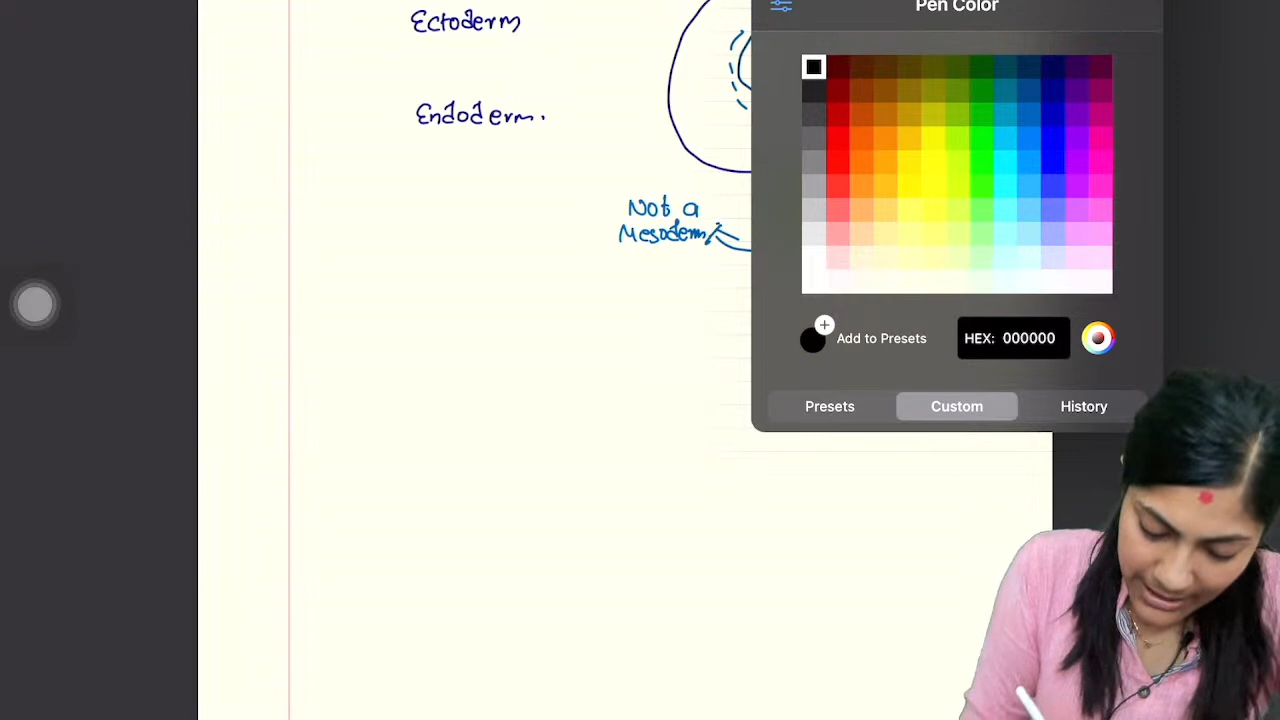 Pen Color
Ectoderm
Endoderm.
Not a
Mesoderm
Add to Presets
HEX: 000000
Presets
Custom
History